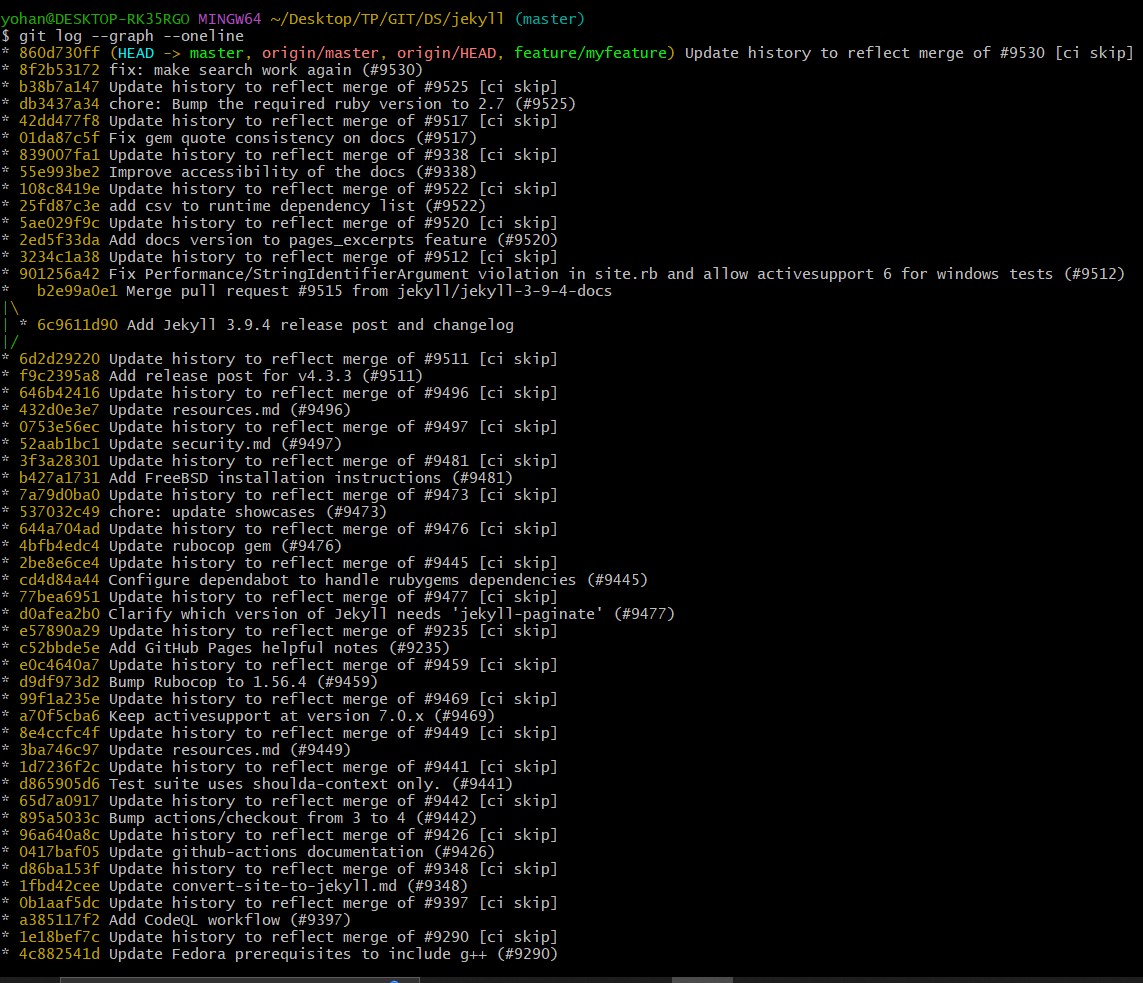 yohan@DESKTOP-RK35RGO MINGW64 ~/Desktop/TP/GIT/DS/jekyll (master)
$ git log --graph --oneline
* 860d730ff (HEAD -> master, origin/master, origin/HEAD, feature/myfeature) Update history to reflect merge of #9530 [ci skip]
* 8f2b53172 fix: make search work again (#9530)
* b38b7a147 Update history to reflect merge of #9525 [ci skip]
* db3437a34 chore: Bump the required ruby version to 2.7 (#9525)
* 42dd477f8 Update history to reflect merge of #9517 [ci skip]
* 01da87c5f Fix gem quote consistency on docs (#9517)
* 839007fa1 Update history to reflect merge of #9338 [ci skip]
* 55e993be2 Improve accessibility of the docs (#9338)
* 108c8419e Update history to reflect merge of #9522 [ci skip]
* 25fd87c3e add csv to runtime dependency list (#9522)
* 5ae029f9c Update history to reflect merge of #9520 [ci skip]
* 2ed5f33da Add docs version to pages_excerpts feature (#9520)
* 3234c1a38 Update history to reflect merge of #9512 [ci skip]
* 901256a42 Fix Performance/StringIdentifierArgument violation in site.rb and allow activesupport 6 for windows tests (#9512)
*   b2e99a0e1 Merge pull request #9515 from jekyll/jekyll-3-9-4-docs
|\
| * 6c9611d90 Add Jekyll 3.9.4 release post and changelog
|/
* 6d2d29220 Update history to reflect merge of #9511 [ci skip]
* f9c2395a8 Add release post for v4.3.3 (#9511)
* 646b42416 Update history to reflect merge of #9496 [ci skip]
* 432d0e3e7 Update resources.md (#9496)
* 0753e56ec Update history to reflect merge of #9497 [ci skip]
* 52aab1bc1 Update security.md (#9497)
* 3f3a28301 Update history to reflect merge of #9481 [ci skip]
* b427a1731 Add FreeBSD installation instructions (#9481)
* 7a79d0ba0 Update history to reflect merge of #9473 [ci skip]
* 537032c49 chore: update showcases (#9473)
* 644a704ad Update history to reflect merge of #9476 [ci skip]
* 4bfb4edc4 Update rubocop gem (#9476)
* 2be8e6ce4 Update history to reflect merge of #9445 [ci skip]
* cd4d84a44 Configure dependabot to handle rubygems dependencies (#9445)
* 77bea6951 Update history to reflect merge of #9477 [ci skip]
* d0afea2b0 Clarify which version of Jekyll needs 'jekyll-paginate' (#9477)
* e57890a29 Update history to reflect merge of #9235 [ci skip]
* c52bbde5e Add GitHub Pages helpful notes (#9235)
* e0c4640a7 Update history to reflect merge of #9459 [ci skip]
* d9df973d2 Bump Rubocop to 1.56.4 (#9459)
* 99f1a235e Update history to reflect merge of #9469 [ci skip]
* a70f5cba6 Keep activesupport at version 7.0.x (#9469)
* 8e4ccfc4f Update history to reflect merge of #9449 [ci skip]
* 3ba746c97 Update resources.md (#9449)
* 1d7236f2c Update history to reflect merge of #9441 [ci skip]
* d865905d6 Test suite uses shoulda-context only. (#9441)
* 65d7a0917 Update history to reflect merge of #9442 [ci skip]
* 895a5033c Bump actions/checkout from 3 to 4 (#9442)
* 96a640a8c Update history to reflect merge of #9426 [ci skip]
* 0417baf05 Update github-actions documentation (#9426)
* d86ba153f Update history to reflect merge of #9348 [ci skip]
* 1fbd42cee Update convert-site-to-jekyll.md (#9348)
* 0b1aaf5dc Update history to reflect merge of #9397 [ci skip]
* a385117f2 Add CodeQL workflow (#9397)
* 1e18bef7c Update history to reflect merge of #9290 [ci skip]
* 4c882541d Update Fedora prerequisites to include g++ (#9290)